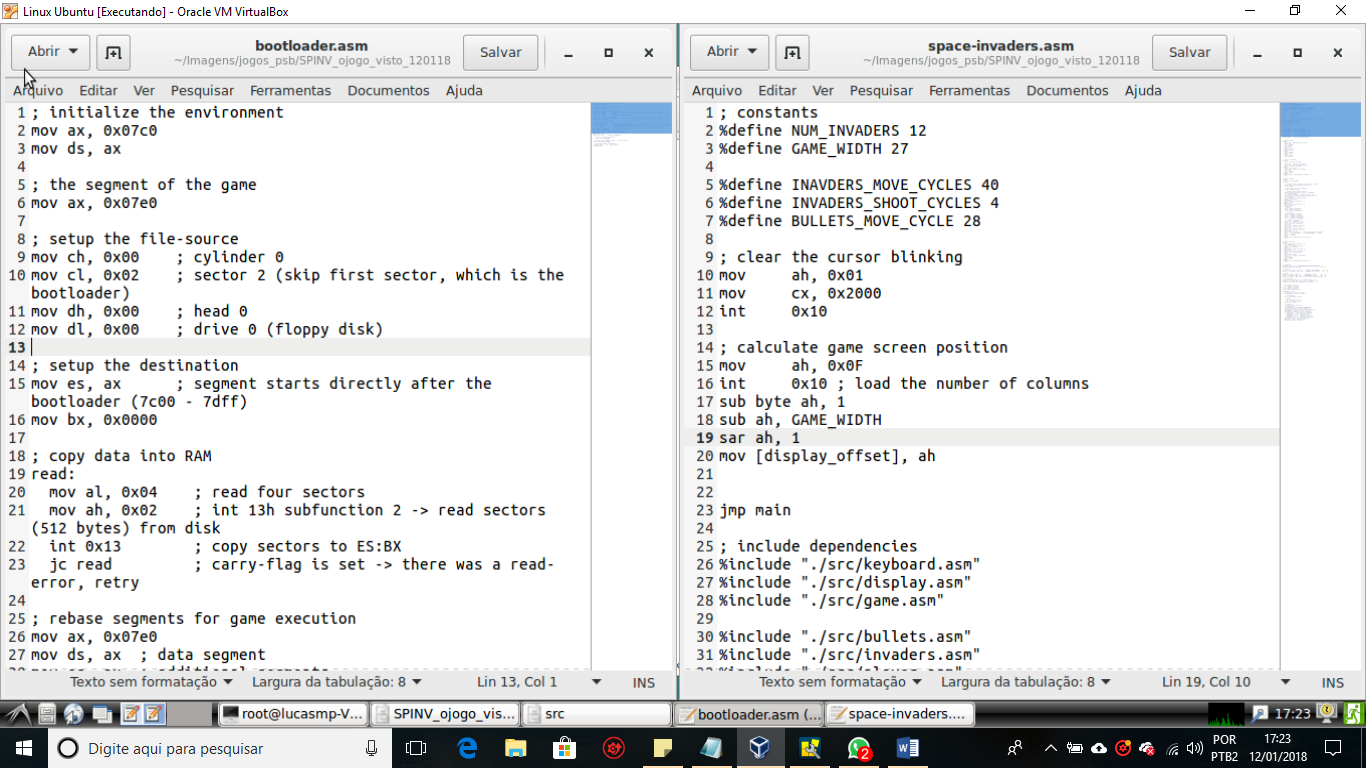 Linux Ubuntu [Executando] - Oracle VM VirtualBox
Abrir
bootloader.asm
~/Imagens/jogos_psb/SPINV_ojogo_visto_120118
Salvar
Arquivo Editar Ver Pesquisar Ferramentas Documentos Ajuda
1 ; initialize the environment
2 mov ax, 0x07c0
3 mov ds, ax
4
5 ; the segment of the game
6 mov ax, 0x07e0
7
8 ; setup the file-source
9 mov ch, 0x00    ; cylinder 0
10 mov cl, 0x02    ; sector 2 (skip first sector, which is the
bootloader)
11 mov dh, 0x00    ; head 0
12 mov dl, 0x00    ; drive 0 (floppy disk)
13
14 ; setup the destination
15 mov es, ax      ; segment starts directly after the
bootloader (7c00 - 7dff)
16 mov bx, 0x0000
17
18 ; copy data into RAM
19 read:
20   mov al, 0x04    ; read four sectors
21   mov ah, 0x02    ; int 13h subfunction 2 -> read sectors
(512 bytes) from disk
22   int 0x13        ; copy sectors to ES:BX
23   jc read         ; carry-flag is set -> there was a read-
error, retry
24
25 ; rebase segments for game execution
26 mov ax, 0x07e0
27 mov ds, ax  ; data segment
Texto sem formatação Largura da tabulação: 8 Lin 13, Col 1 INS
Abrir
space-invaders.asm
~/Imagens/jogos_psb/SPINV_ojogo_visto_120118
Salvar
Arquivo Editar Ver Pesquisar Ferramentas Documentos Ajuda
1 ; constants
2 %define NUM_INVADERS 12
3 %define GAME_WIDTH 27
4
5 %define INAVDERS_MOVE_CYCLES 40
6 %define INVADERS_SHOOT_CYCLES 4
7 %define BULLETS_MOVE_CYCLE 28
8
9 ; clear the cursor blinking
10 mov     ah, 0x01
11 mov     cx, 0x2000
12 int     0x10
13
14 ; calculate game screen position
15 mov     ah, 0x0F
16 int     0x10 ; load the number of columns
17 sub byte ah, 1
18 sub ah, GAME_WIDTH
19 sar ah, 1
20 mov [display_offset], ah
21
22
23 jmp main
24
25 ; include dependencies
26 %include "./src/keyboard.asm"
27 %include "./src/display.asm"
28 %include "./src/game.asm"
29
30 %include "./src/bullets.asm"
31 %include "./src/invaders.asm"
Texto sem formatação Largura da tabulação: 8 Lin 19, Col 10 INS
root@lucasmp-V... SPINV_ojogo_vis... src bootloader.asm (... space-invaders.... 17:23
Digite aqui para pesquisar
2
POR
PTB2
17:23
12/01/2018